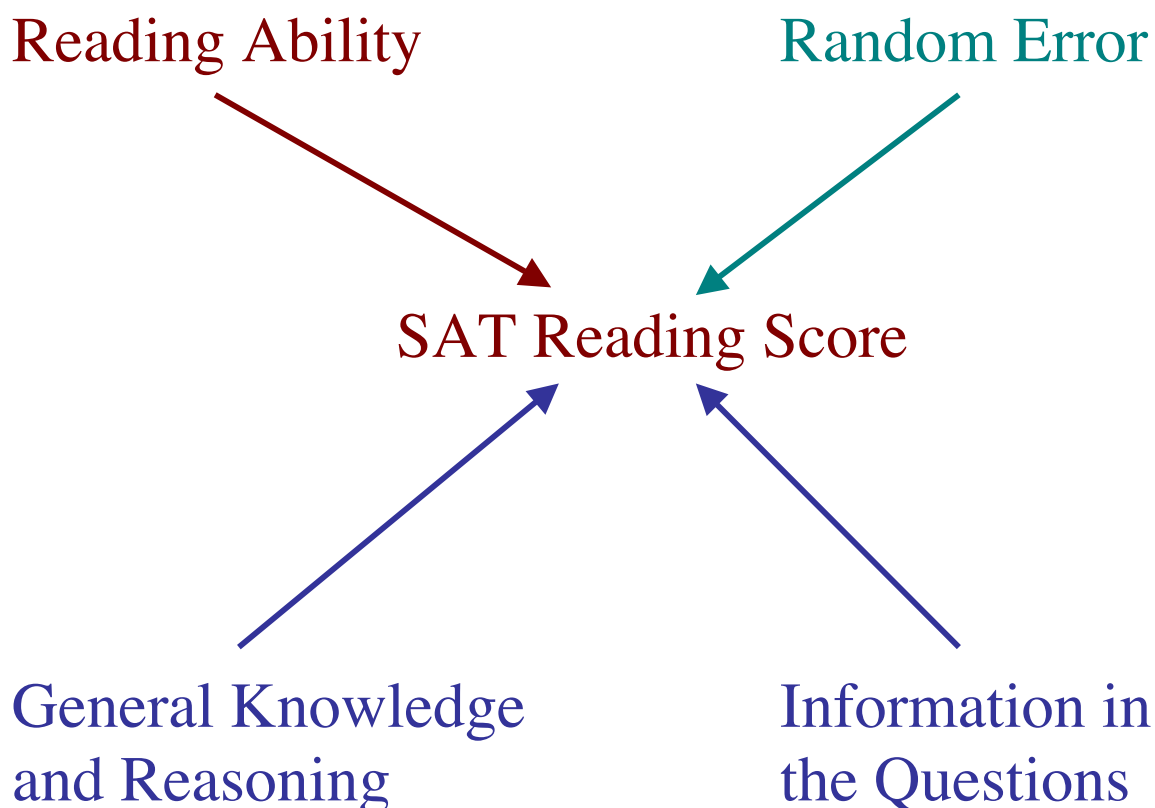 Reading Ability
Random Error
SAT Reading Score
General Knowledge
and Reasoning
Information in
the Questions